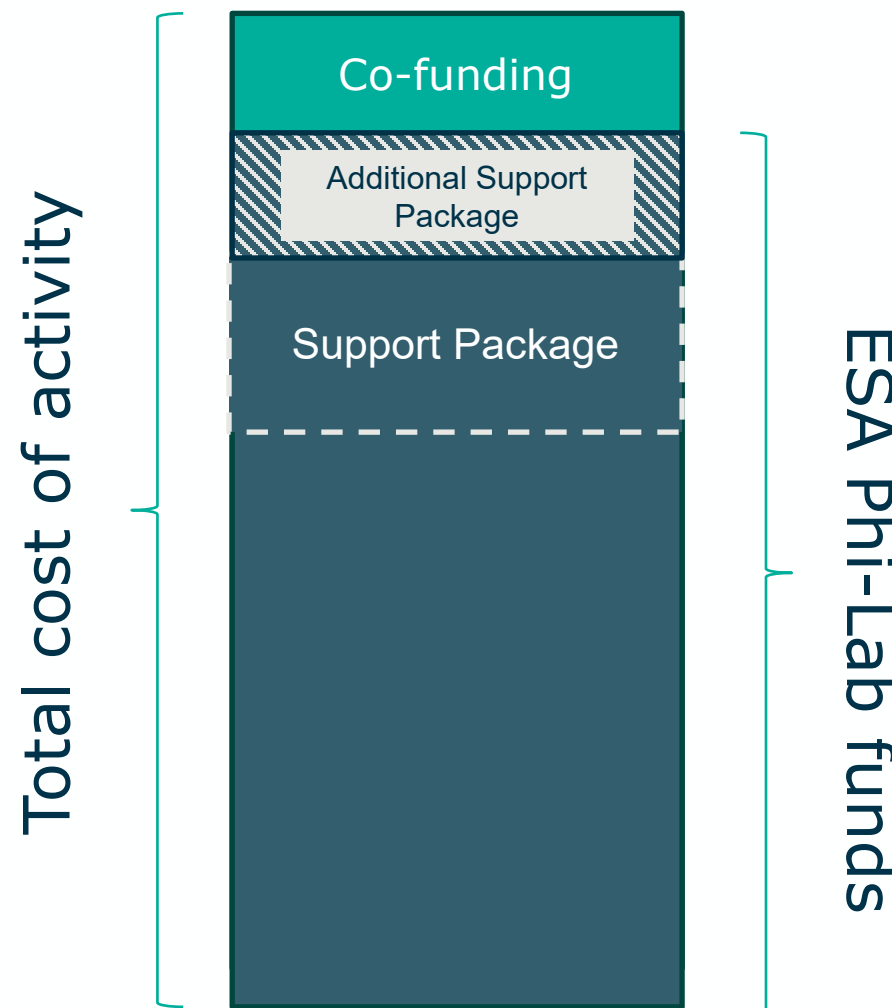 Co-funding
Additional Support
Package
Support Package
Total cost of activity
ESA Phi-Lab funds